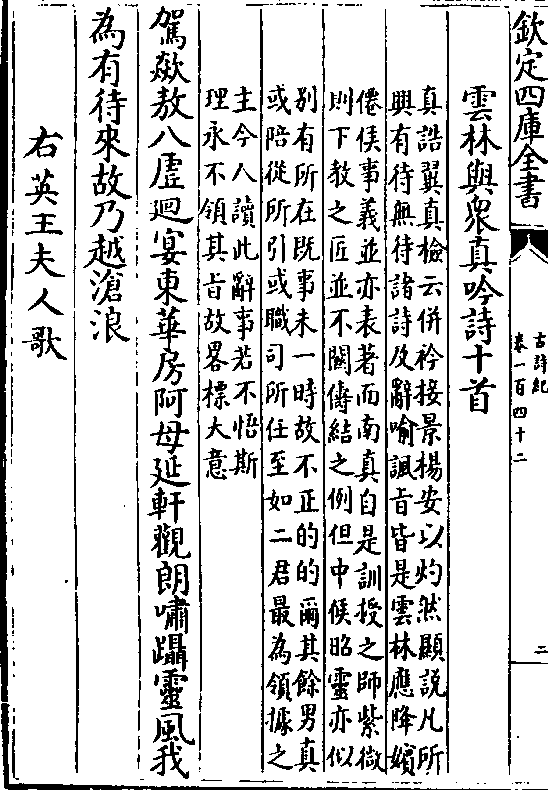 欽定四庫全書
古詩紀
卷一百四十二
二
雲林與眾真吟詩十首
真誥翼真檢云併衿接景楊安以灼然顯說凡所
興有待無待諸詩及辭喻諷旨皆是雲林應降嬪
僊侯事義並亦表著而南真自是訓授之師紫微
則下教之匠並不關儔結之例但中候昭靈亦似
別有所在既事未一時故不正的的爾其餘男真
或陪從所引或職司所任至如二君最為領據之
主今人讀此辭事若不悟斯
理永不領其旨故畧標大意
駕欻敖八虛廻宴東華房阿母延軒觀朗嘯躡靈風我
為有待來故乃越滄浪
右英王夫人歌